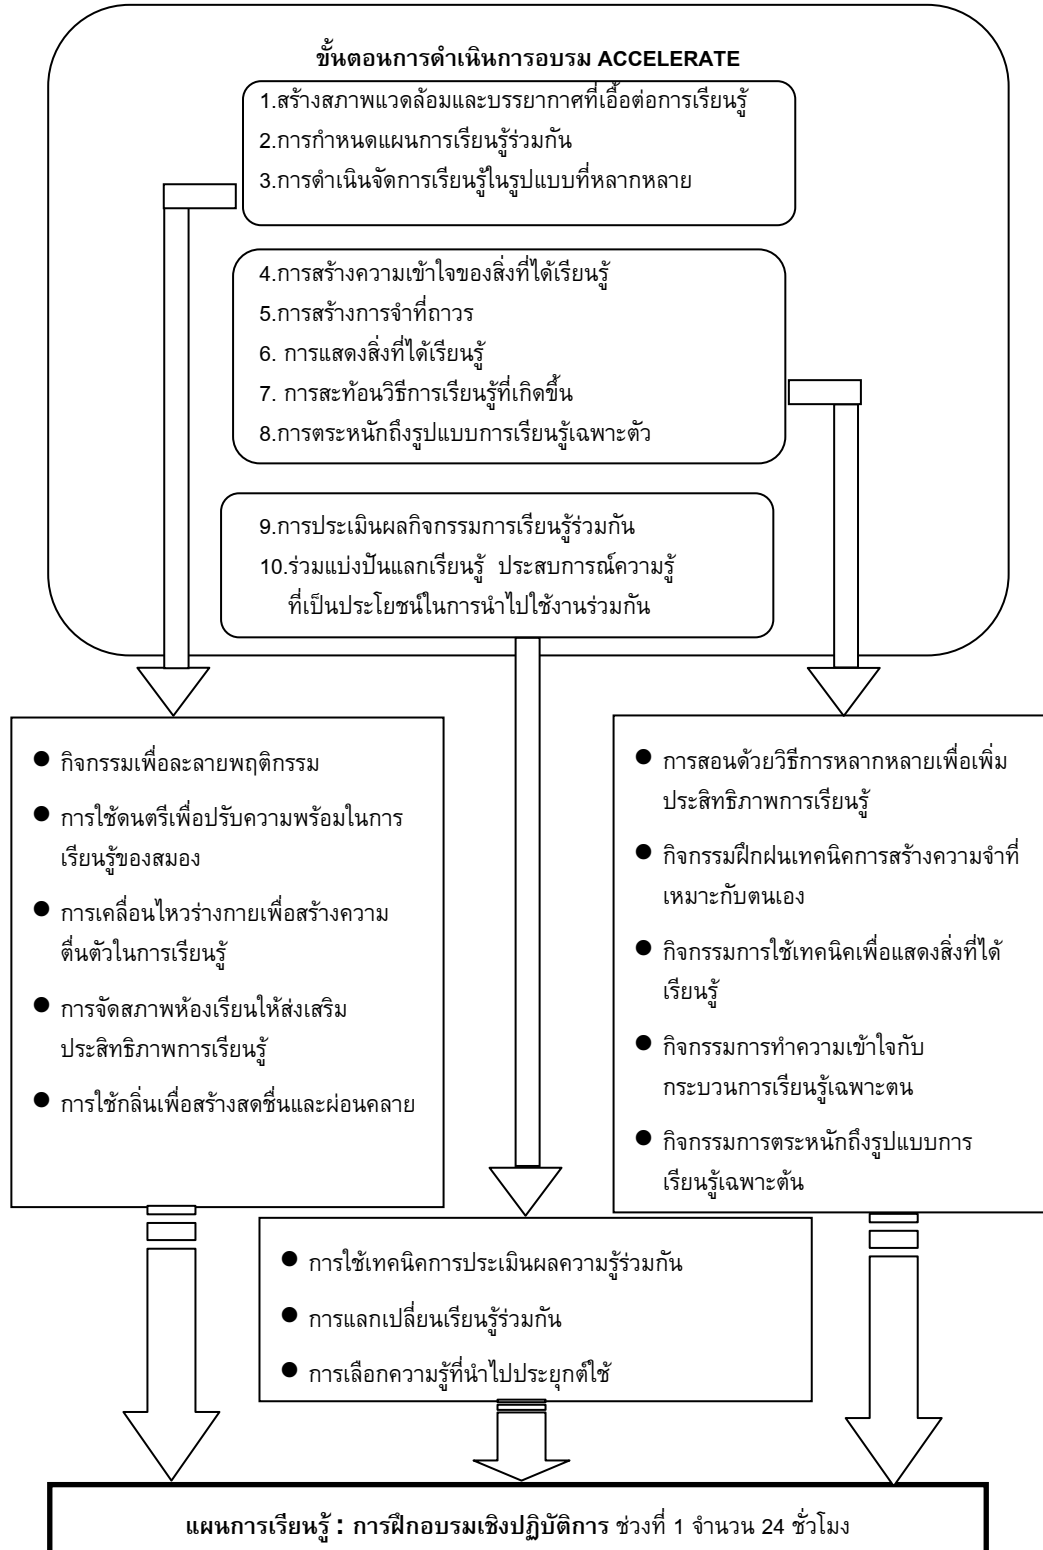 ขั้นตอนการดำเนินการอบรม ACCELERATE
1.สร้างสภาพแวดล้อมและบรรยากาศที่เอื้อต่อการเรียนรู้
2.การกำหนดแผนการเรียนรู้ร่วมกัน
3.การดำเนินจัดการเรียนรู้ในรูปแบบที่หลากหลาย
4.การสร้างความเข้าใจของสิ่งที่ได้เรียนรู้
5.การสร้างการจำที่ถาวร
6. การแสดงสิ่งที่ได้เรียนรู้
7. การสะท้อนวิธีการเรียนรู้ที่เกิดขึ้น
8.การตระหนักถึงรูปแบบการเรียนรู้เฉพาะตัว
9.การประเมินผลกิจกรรมการเรียนรู้ร่วมกัน
10.ร่วมแบ่งปันแลกเรียนรู้ ประสบการณ์ความรู้
ที่เป็นประโยชน์ในการนำไปใช้งานร่วมกัน
● กิจกรรมเพื่อละลายพฤติกรรม
● การใช้ดนตรีเพื่อปรับความพร้อมในการ
เรียนรู้ของสมอง
● การเคลื่อนไหวร่างกายเพื่อสร้างความ
ตื่นตัวในการเรียนรู้
● การจัดสภาพห้องเรียนให้ส่งเสริม
ประสิทธิภาพการเรียนรู้
● การใช้กลิ่นเพื่อสร้างสดชื่นและผ่อนคลาย
● การสอนด้วยวิธีการหลากหลายเพื่อเพิ่ม
ประสิทธิภาพการเรียนรู้
● กิจกรรมฝึกฝนเทคนิคการสร้างความจำที่
เหมาะกับตนเอง
● กิจกรรมการใช้เทคนิคเพื่อแสดงสิ่งที่ได้
เรียนรู้
● กิจกรรมการทำความเข้าใจกับ
กระบวนการเรียนรู้เฉพาะตน
● กิจกรรมการตระหนักถึงรูปแบบการ
เรียนรู้เฉพาะต้น
● การใช้เทคนิคการประเมินผลความรู้ร่วมกัน
● การแลกเปลี่ยนเรียนรู้ร่วมกัน
● การเลือกความรู้ที่นำไปประยุกต์ใช้
แผนการเรียนรู้ : การฝึกอบรมเชิงปฏิบัติการ ช่วงที่ 1 จำนวน 24 ชั่วโมง